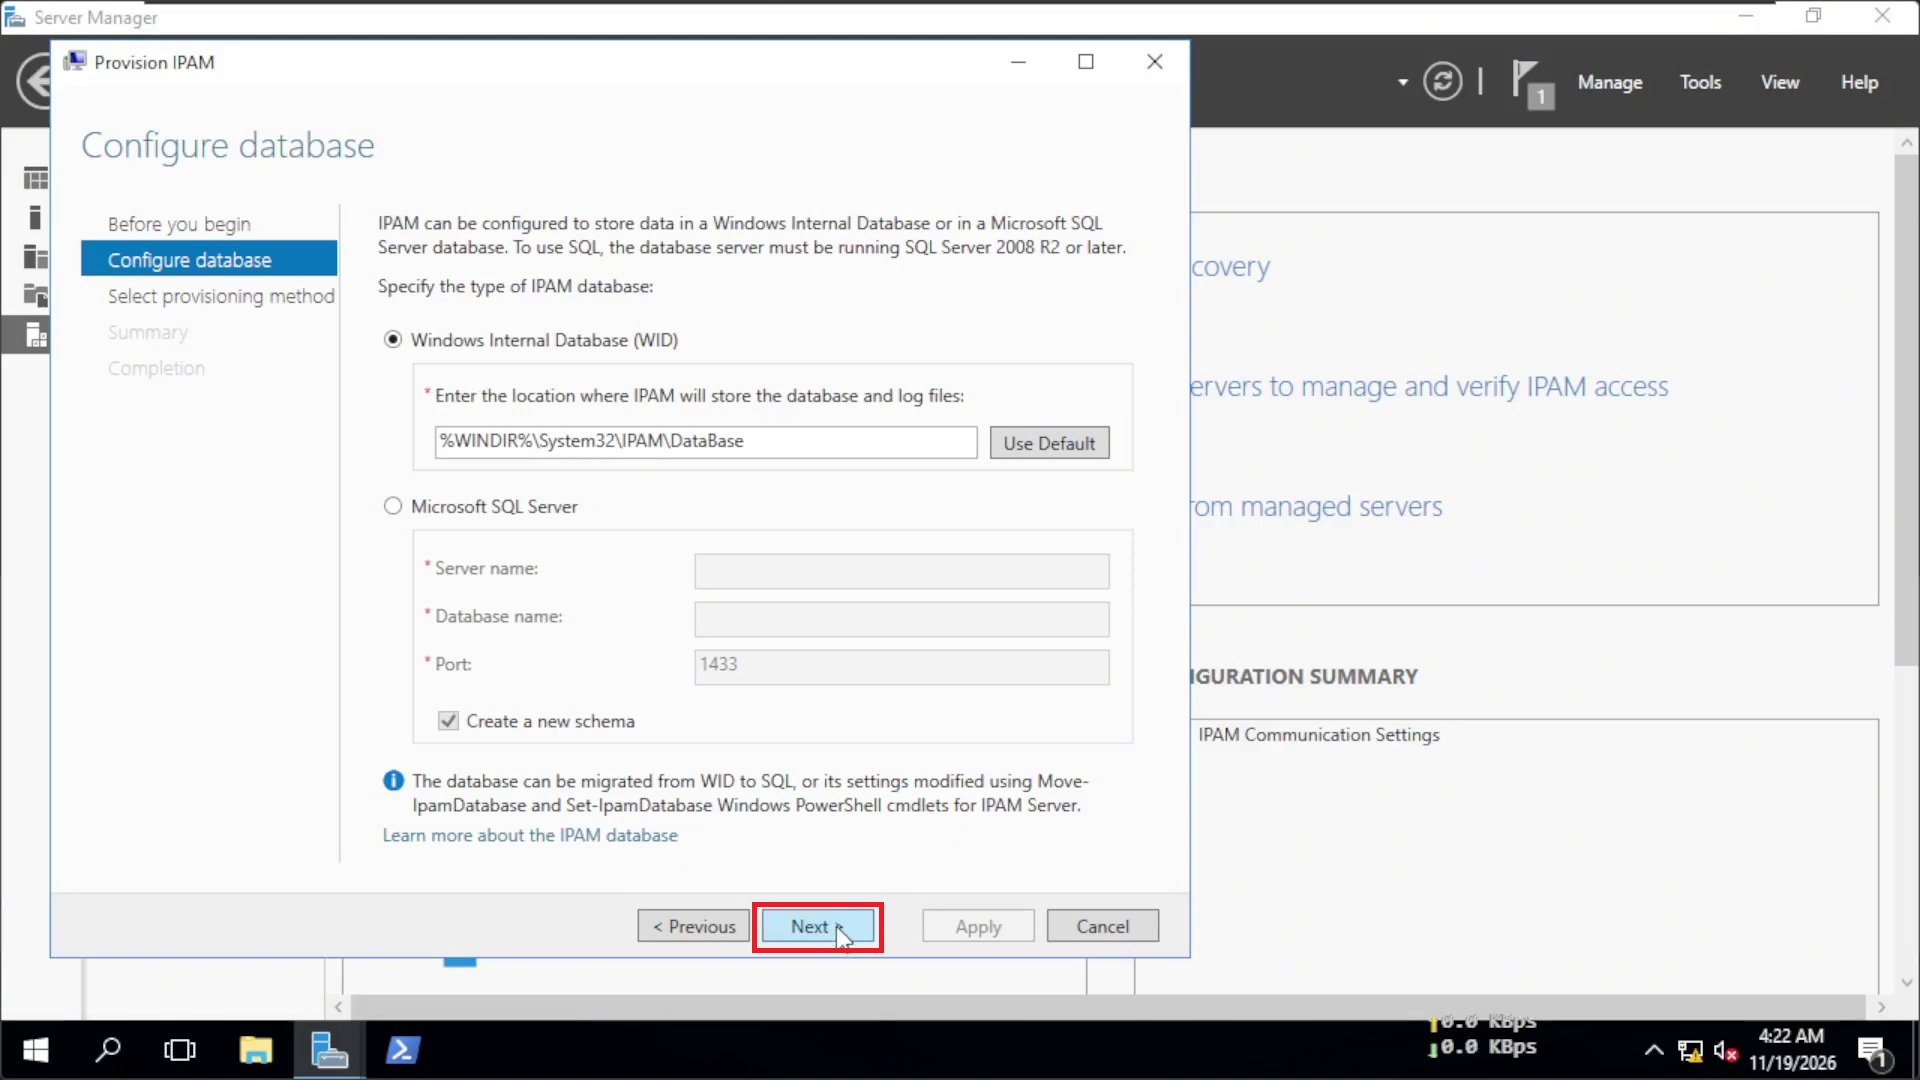 Server Manager
Provision IPAM
1
Manage
Tools
View
Help
Configure database
Before you begin
Configure database
Select provisioning method
Summary
Completion
IPAM can be configured to store data in a Windows Internal Database or in a Microsoft SQL
Server database. To use SQL, the database server must be running SQL Server 2008 R2 or later.
Specify the type of IPAM database:
Windows Internal Database (WID)
* Enter the location where IPAM will store the database and log files:
%WINDIR%\System32\IPAM\DataBase
Use Default
Microsoft SQL Server
* Server name:
* Database name:
* Port:
1433
Create a new schema
The database can be migrated from WID to SQL, or its settings modified using Move-
IpamDatabase and Set-IpamDatabase Windows PowerShell cmdlets for IPAM Server.
Learn more about the IPAM database
< Previous
Next >
Apply
Cancel
covery
ervers to manage and verify IPAM access
rom managed servers
IGURATION SUMMARY
IPAM Communication Settings
0.0 KBps
0.0 KBps
4:22 AM
11/19/2026
1